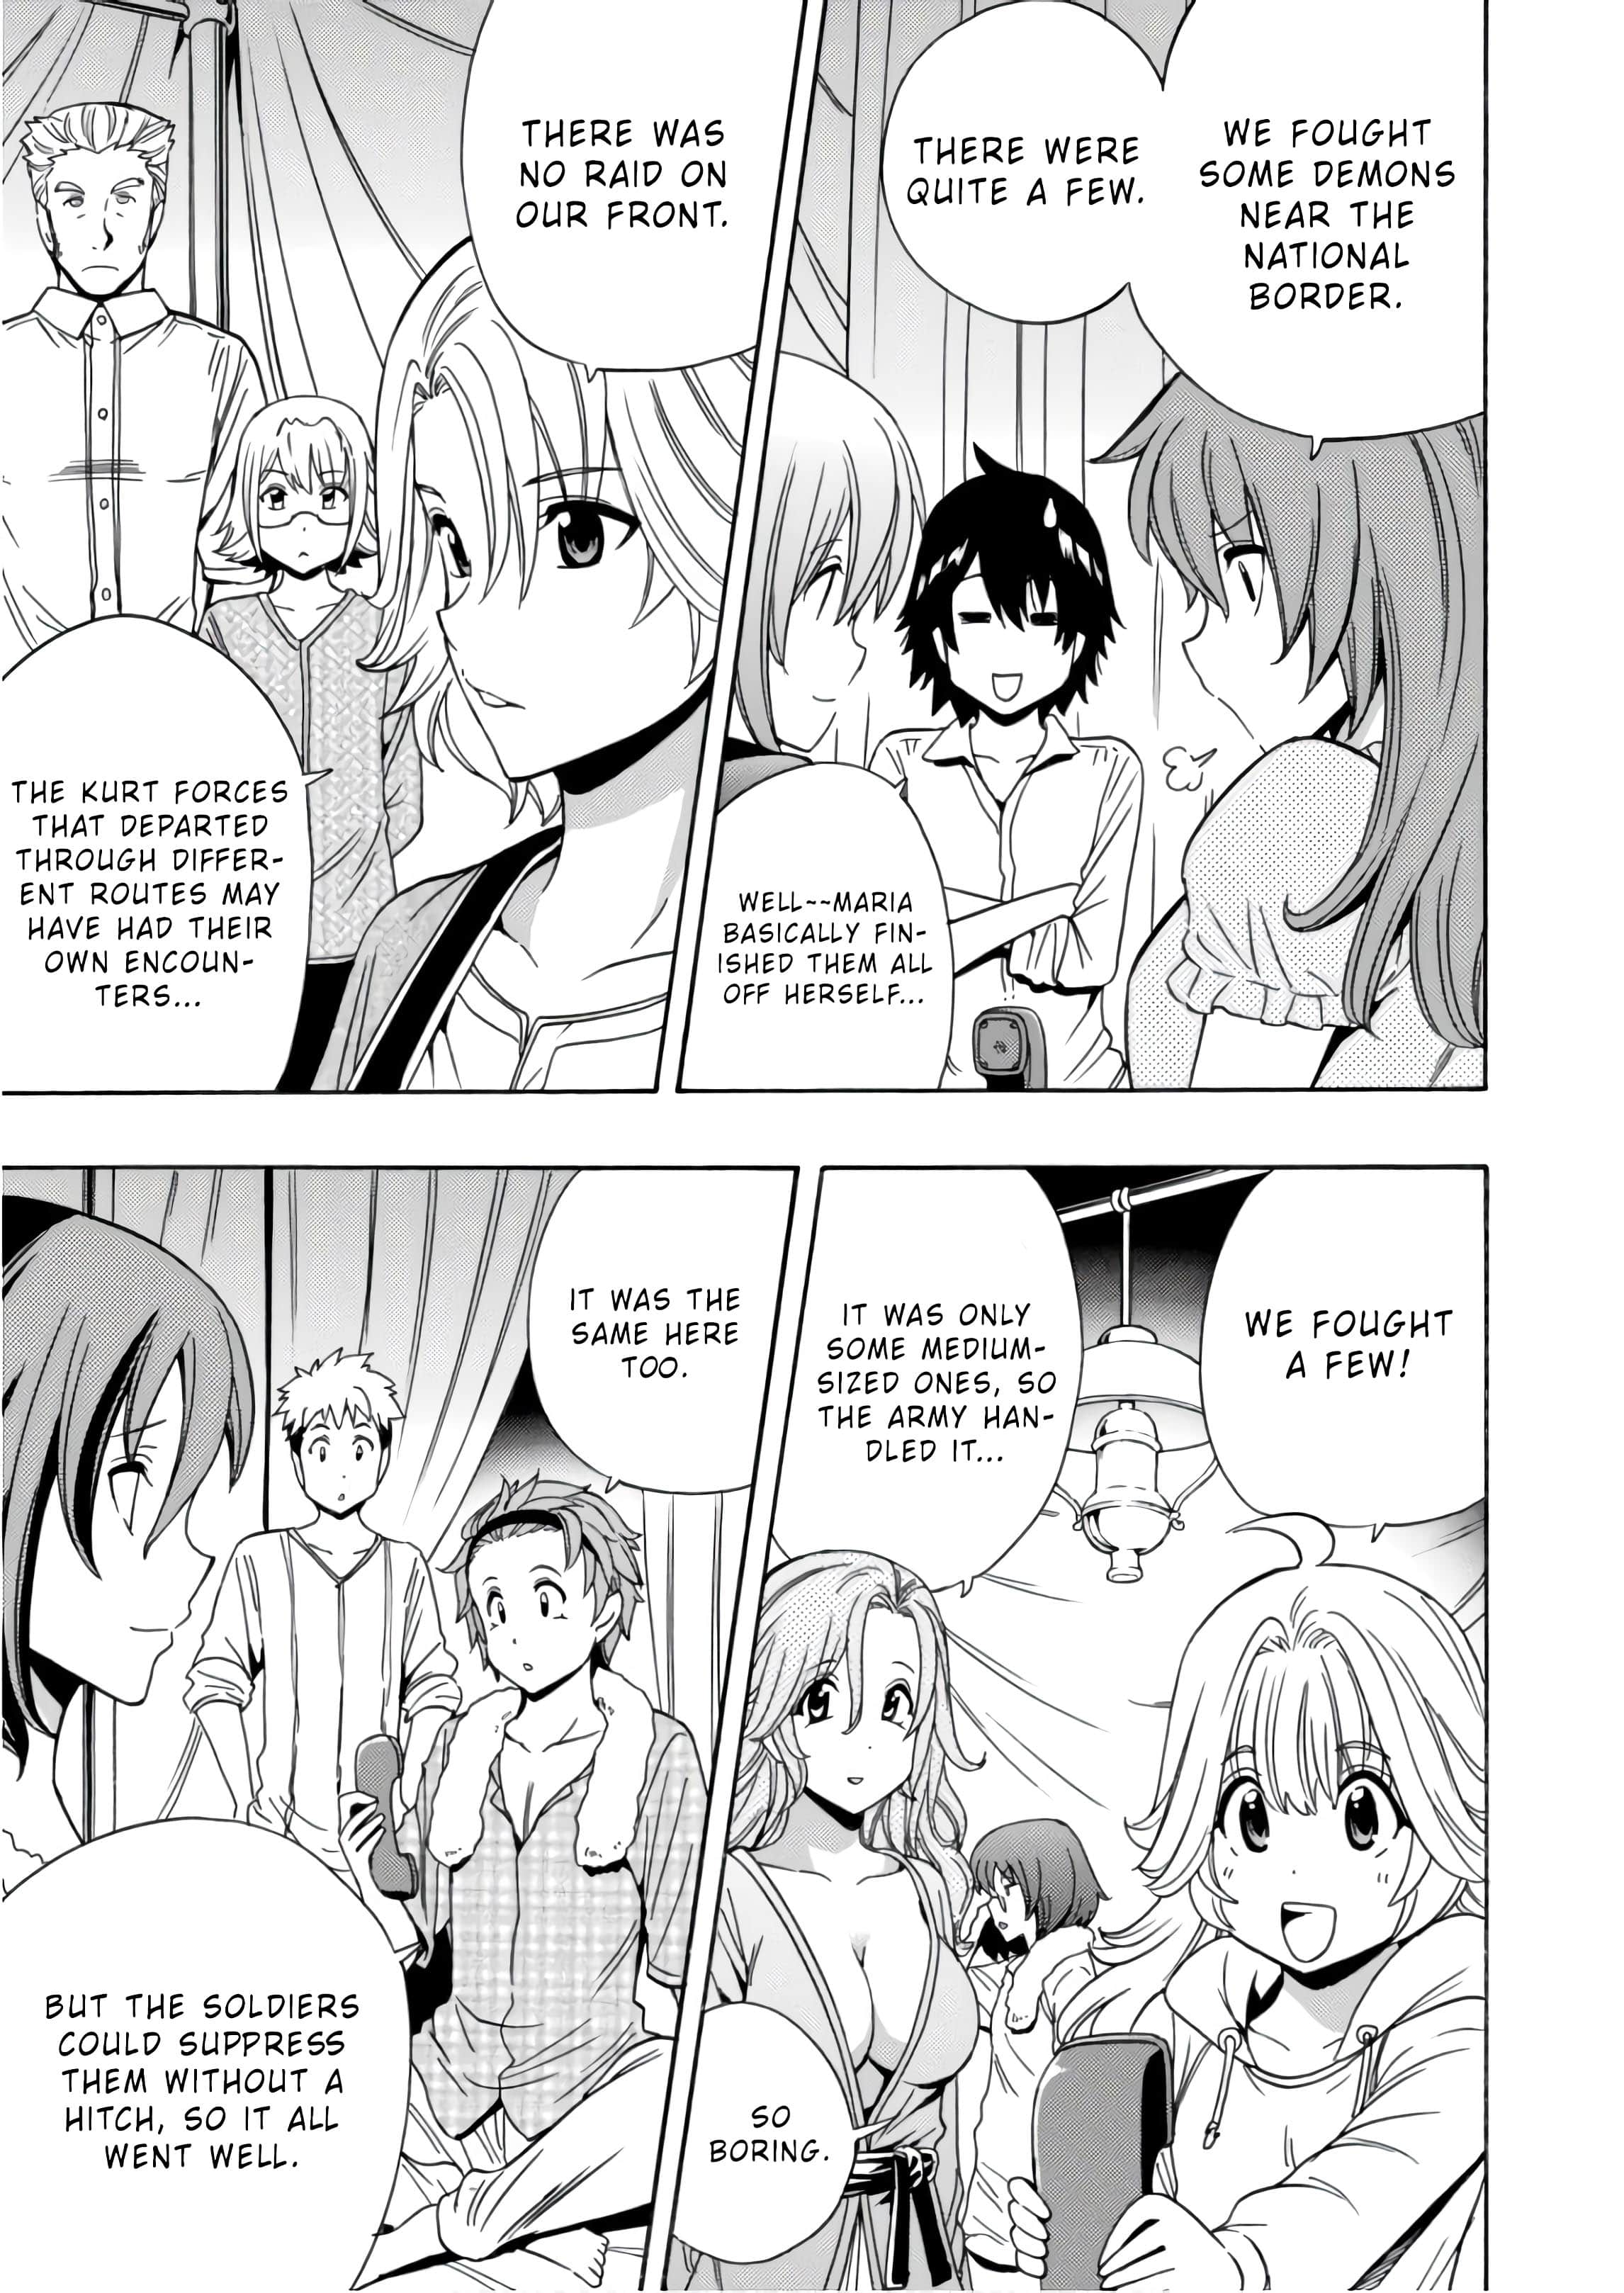 WE FOUGHT
SOME DEMONS
NEAR THE
NATIONAL
BORDER.
THERE WERE
QUITE A FEW.
WELL~~MARIA
BASICALLY FIN-
ISHED THEM ALL
OFF HERSELF...
THERE WAS
NO RAID ON
OUR FRONT.
THE KURT FORCES
THAT DEPARTED
THROUGH DIFFER-
ENT ROUTES MAY
HAVE HAD THEIR
OWN ENCOUN-
TERS...
WE FOUGHT
A FEW!
IT WAS ONLY
SOME MEDIUM-
SIZED ONES, SO
THE ARMY HAN-
DLED IT...
SO
BORING.
IT WAS THE
SAME HERE
TOO.
BUT THE SOLDIERS
COULD SUPPRESS
THEM WITHOUT A
HITCH, SO IT ALL
WENT WELL.